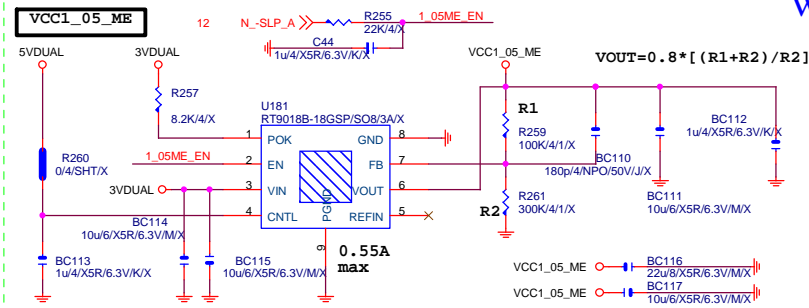 VCC1_05_ME
12 N_-SLP_A R255 1_05ME_EN
22K/4/X
C44
1u/4/X5R/6.3V/K/X
5VDUAL
3VDUAL
VCC1_05_ME
VOUT=0.8*[(R1+R2)/R2]
R257
8.2K/4/X
U181
RT9018B-18GSP/SO8/3A/X
1 POK GND 8
1_05ME_EN 2 EN FB 7
3VDUAL 3 VIN VOUT 6
4 CNTL REFIN 5
PGND
9
R260
0/4/SHT/X
R1
R259
100K/4/1/X
BC110
180p/4/NPO/50V/J/X
BC112
1u/4/X5R/6.3V/K/X
R2
R261
300K/4/1/X
BC111
10u/6/X5R/6.3V/M/X
BC114
10u/6/X5R/6.3V/M/X
BC113
1u/4/X5R/6.3V/K/X
BC115
10u/6/X5R/6.3V/M/X
0.55A
max
VCC1_05_ME BC116
22u/8/X5R/6.3V/M/X
VCC1_05_ME BC117
10u/6/X5R/6.3V/M/X